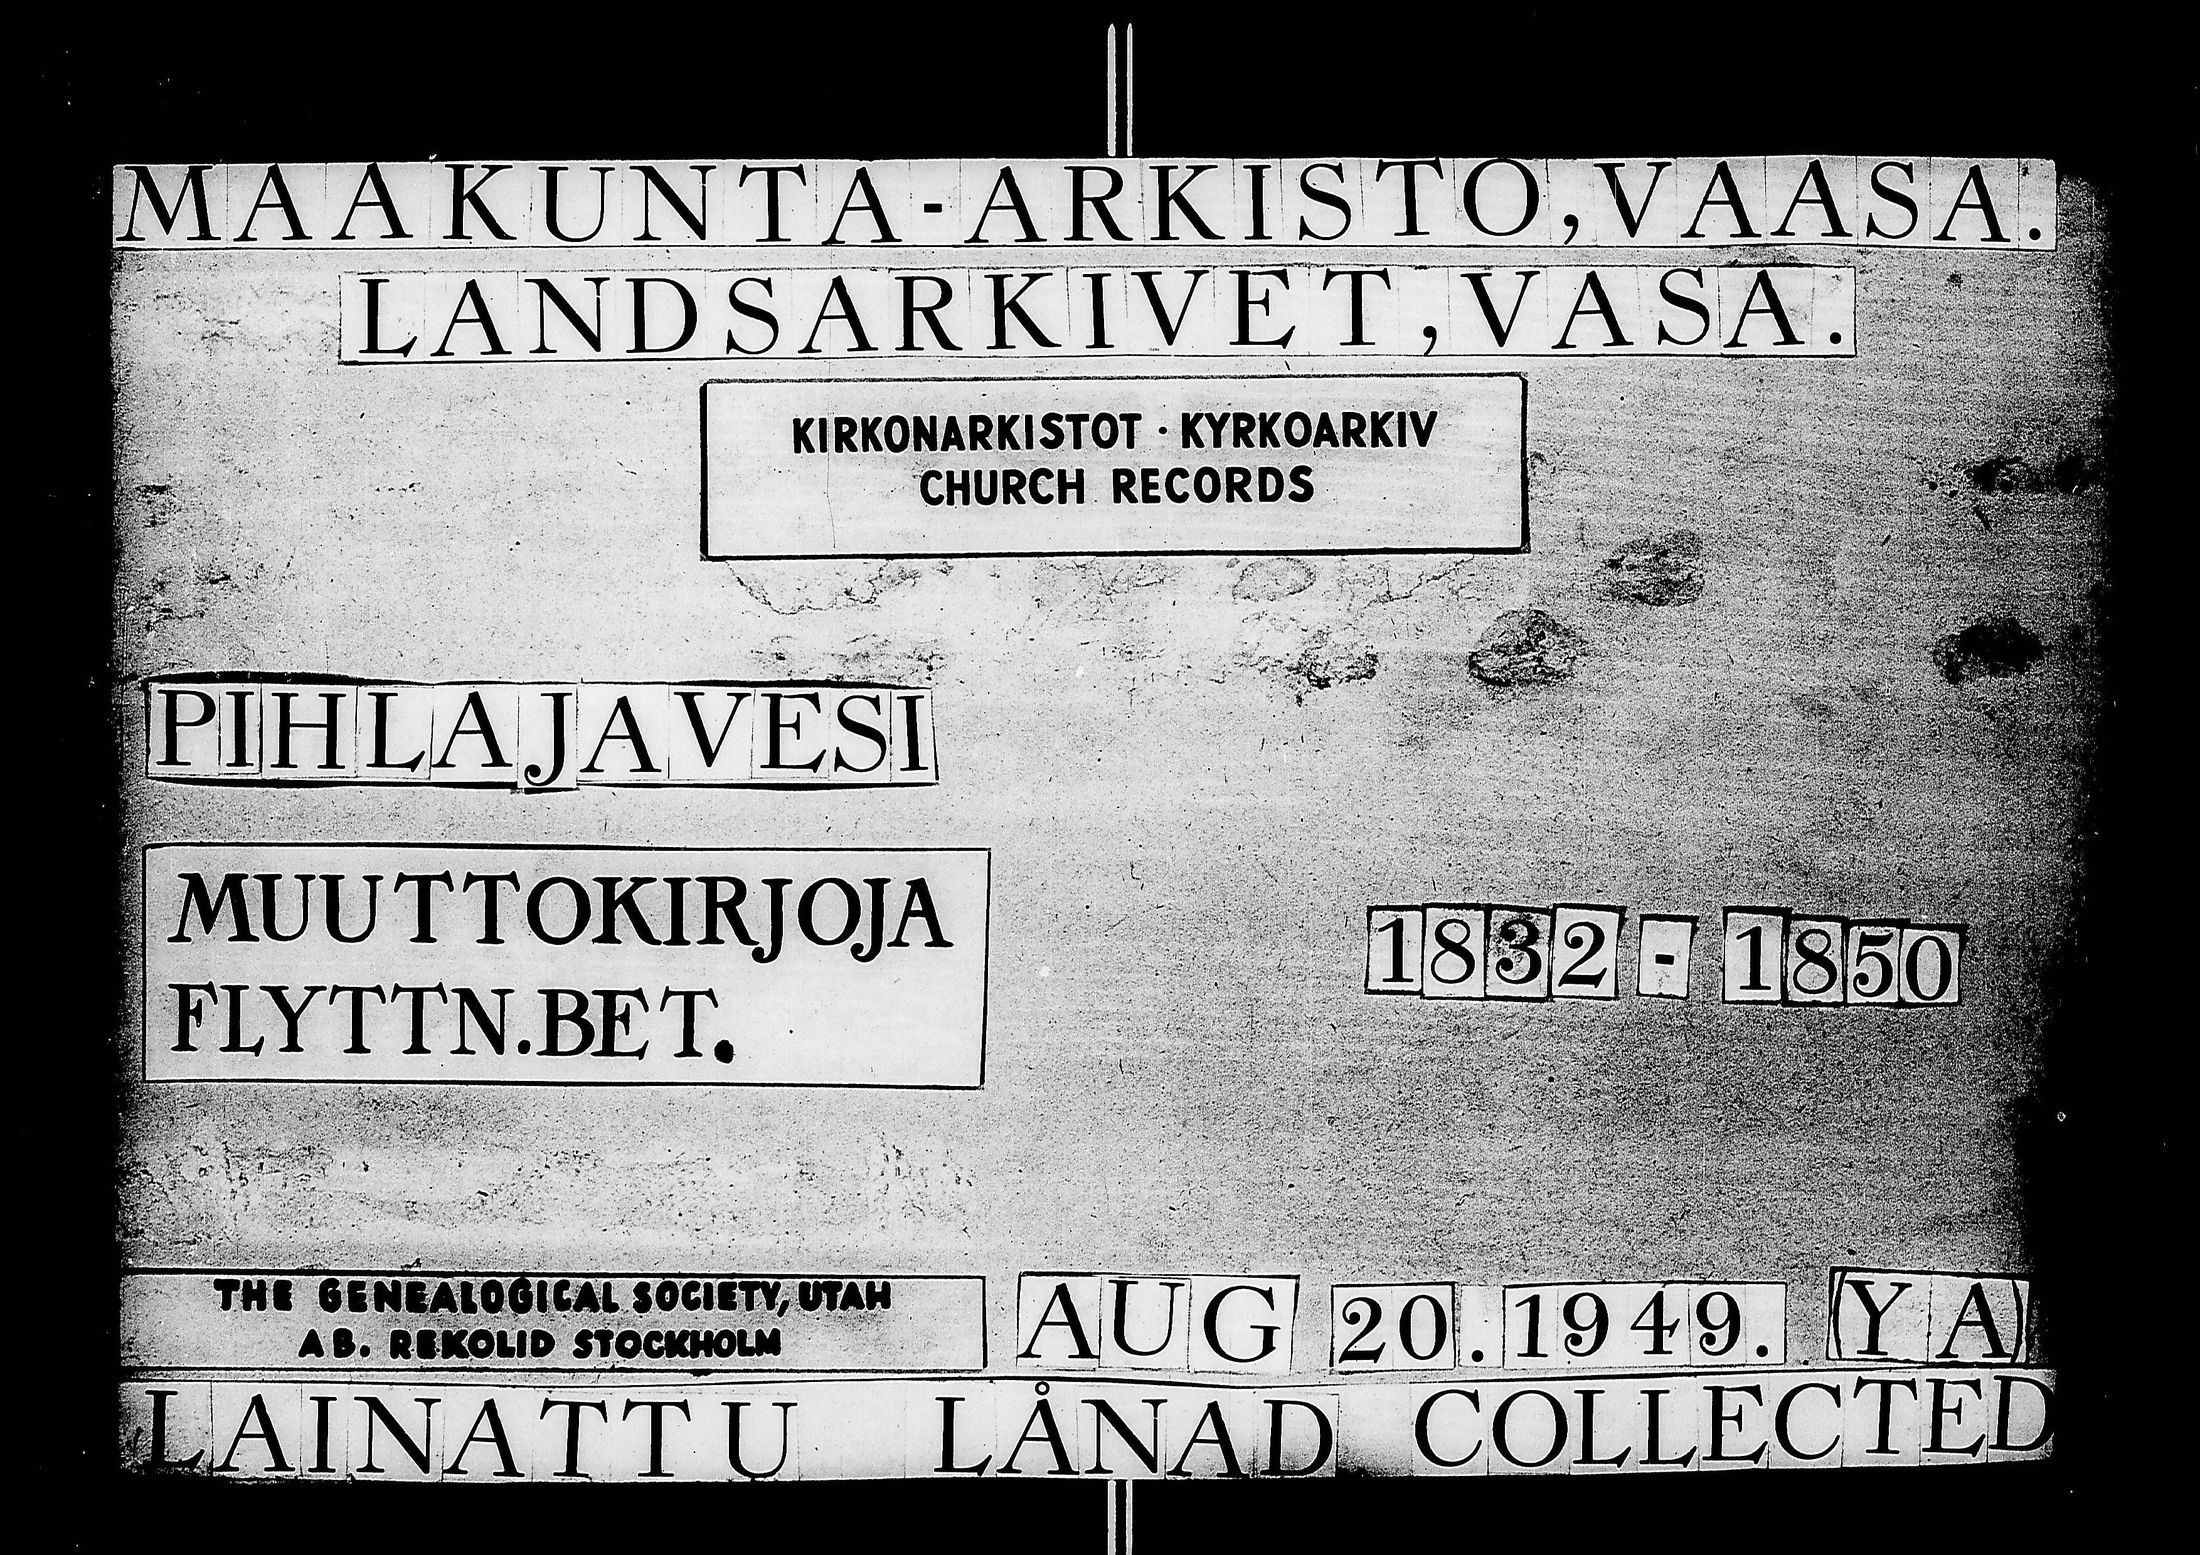 MAAKUNTA-ARKISTO,VAASA.
LANDSARKIVET,VASA.
KIRKONARKISTOT · KYRKOARKIV
CHURCH RECORDS
PIHLAJAVESI
MUUTTOKIRJOJA
FLYTTN.BET.
1832 - 1850
THE GENEALOGICAL SOCIETY, UTAH
AB. REKOLID STOCKHOLM
AUG 20.1949. (YA)
LAINATTU LÅNAD COLLECTED